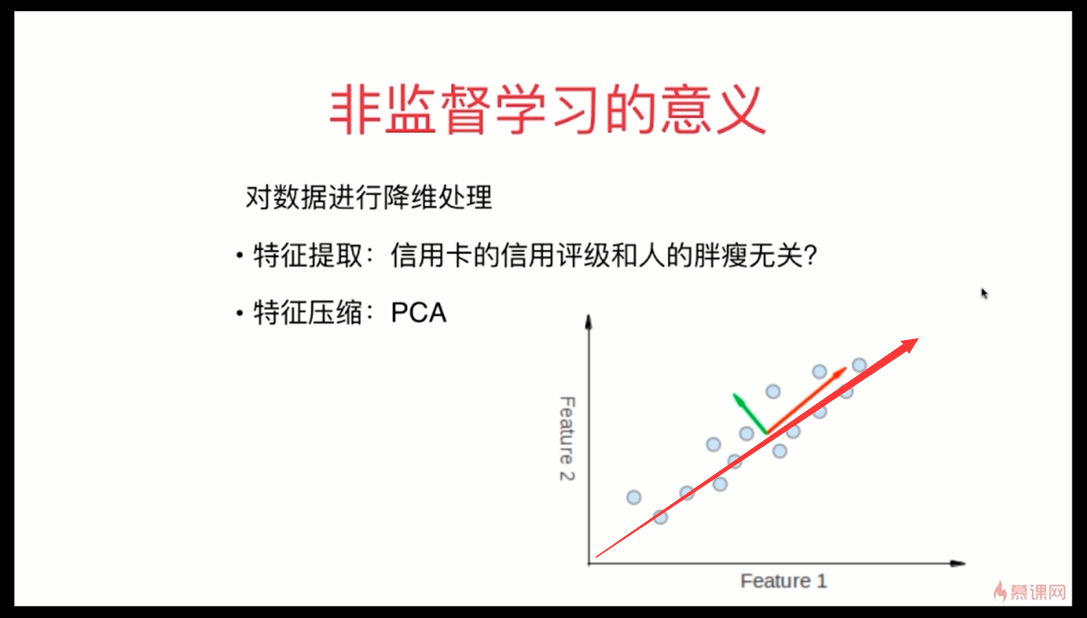 非监督学习的意义
对数据进行降维处理
• 特征提取：信用卡的信用评级和人的胖瘦无关？
• 特征压缩：PCA
Feature 2
Feature 1
慕课网